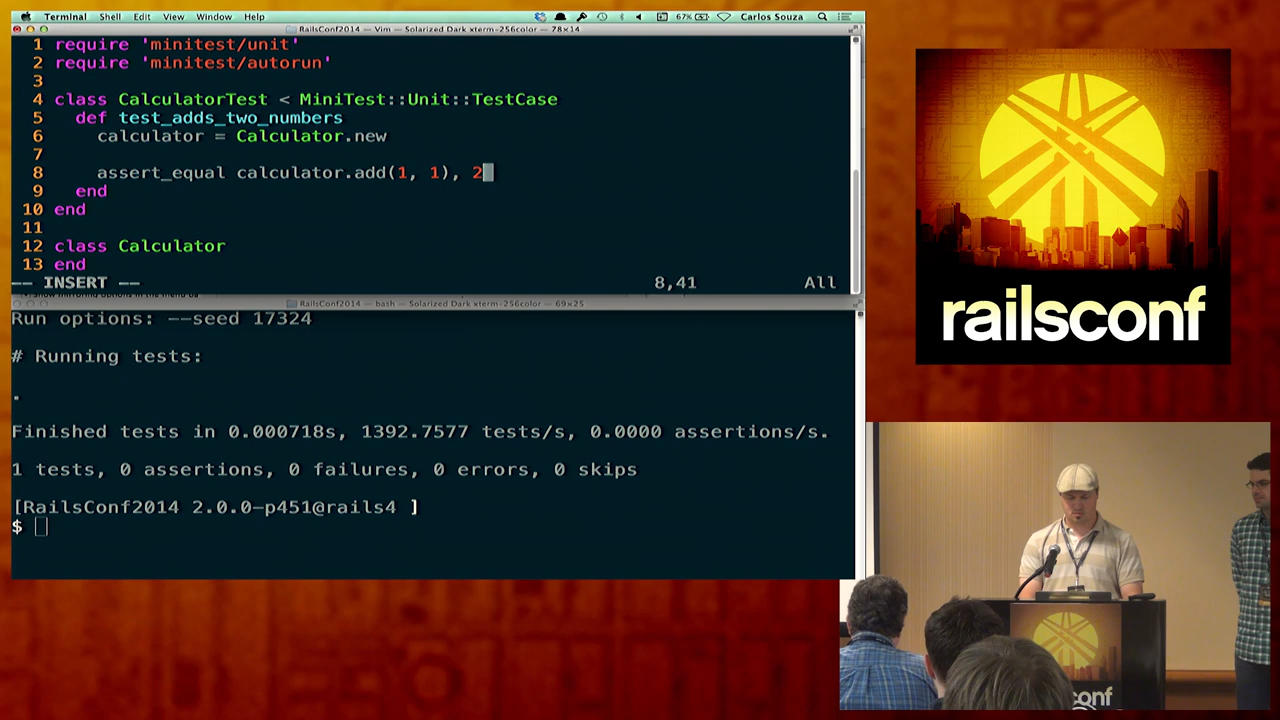 Terminal Shell Edit View Window Help 67% Carlos Souza
RailsConf2014 — Vim — Solarized Dark xterm-256color — 78×14
1 require 'minitest/unit'
2 require 'minitest/autorun'
3
4 class CalculatorTest < MiniTest::Unit::TestCase
5 def test_adds_two_numbers
6 calculator = Calculator.new
7
8 assert_equal calculator.add(1, 1), 2
9 end
10 end
11
12 class Calculator
13 end
-- INSERT -- 8,41 All
RailsConf2014 — bash — Solarized Dark xterm-256color — 69×25
Run options: --seed 17324
# Running tests:
.
Finished tests in 0.000718s, 1392.7577 tests/s, 0.0000 assertions/s.
1 tests, 0 assertions, 0 failures, 0 errors, 0 skips
[RailsConf2014 2.0.0-p451@rails4 ]
$
railsconf
conf